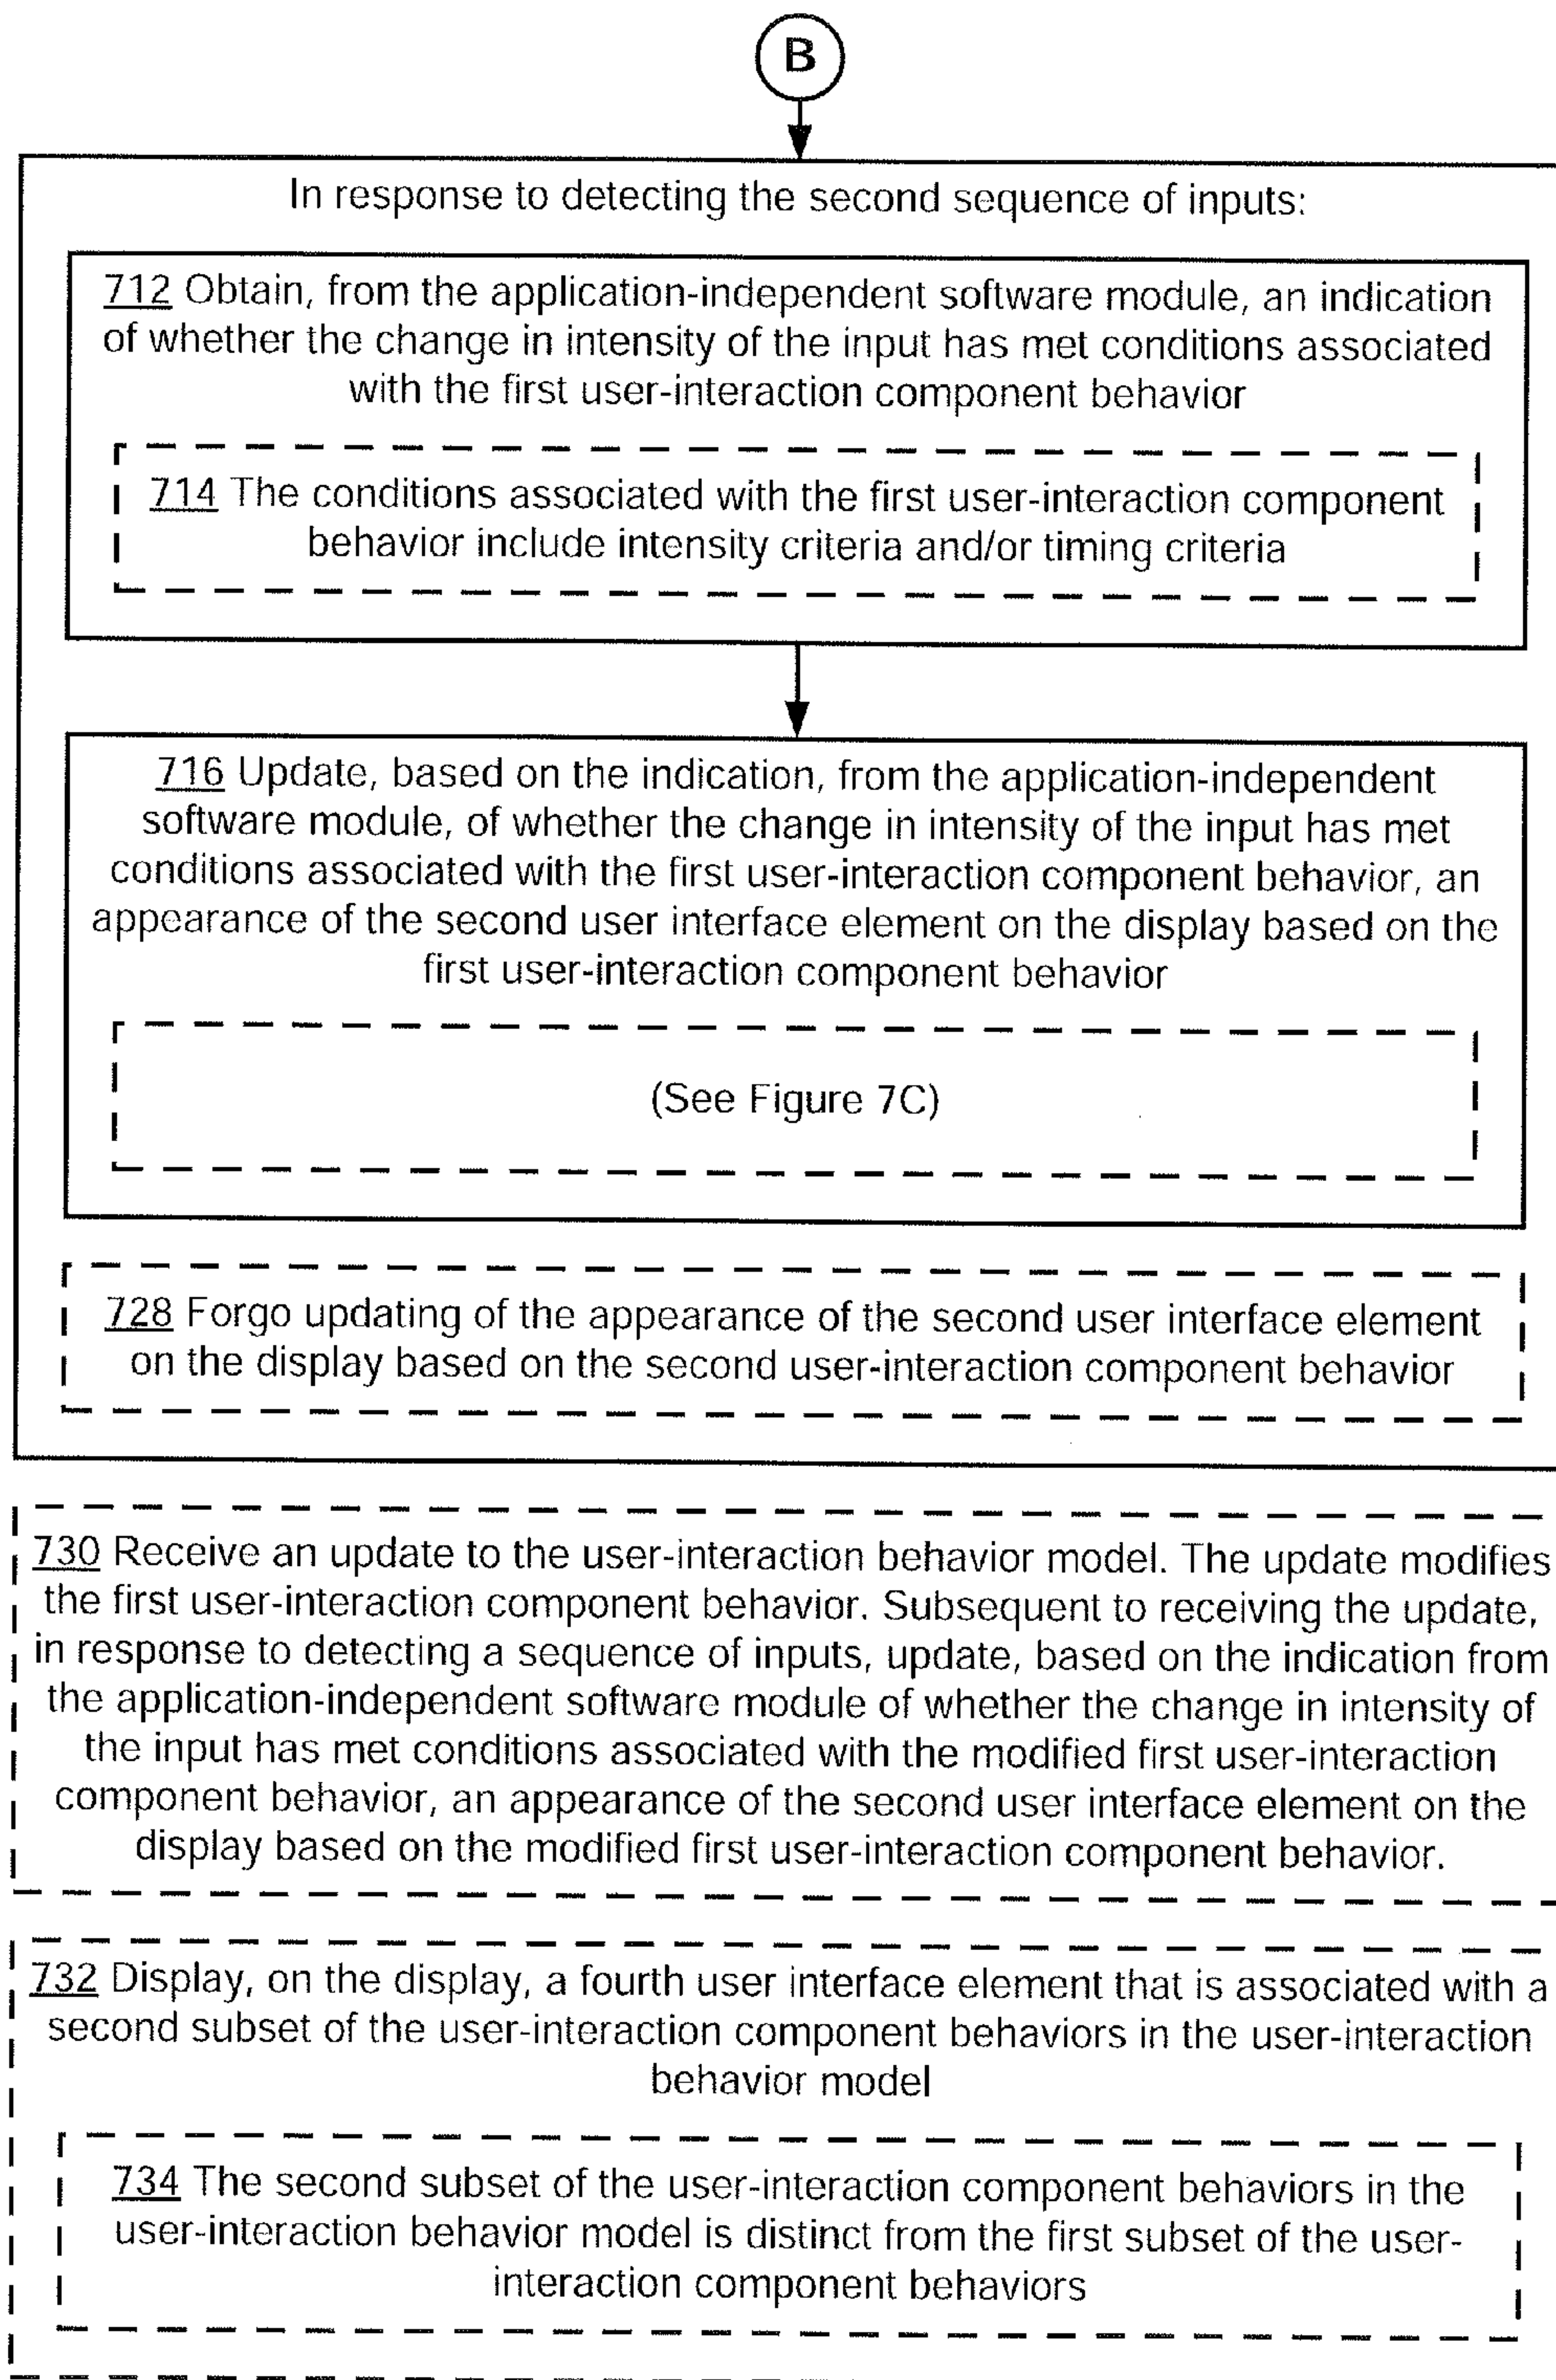 B
In response to detecting the second sequence of inputs:
712 Obtain, from the application-independent software module, an indication
of whether the change in intensity of the input has met conditions associated
with the first user-interaction component behavior
714 The conditions associated with the first user-interaction component
behavior include intensity criteria and/or timing criteria
716 Update, based on the indication, from the application-independent
software module, of whether the change in intensity of the input has met
conditions associated with the first user-interaction component behavior, an
appearance of the second user interface element on the display based on the
first user-interaction component behavior
(See Figure 7C)
728 Forgo updating of the appearance of the second user interface element
on the display based on the second user-interaction component behavior
730 Receive an update to the user-interaction behavior model. The update modifies
the first user-interaction component behavior. Subsequent to receiving the update,
in response to detecting a sequence of inputs, update, based on the indication from
the application-independent software module of whether the change in intensity of
the input has met conditions associated with the modified first user-interaction
component behavior, an appearance of the second user interface element on the
display based on the modified first user-interaction component behavior.
732 Display, on the display, a fourth user interface element that is associated with a
second subset of the user-interaction component behaviors in the user-interaction
behavior model
734 The second subset of the user-interaction component behaviors in the
user-interaction behavior model is distinct from the first subset of the user-
interaction component behaviors